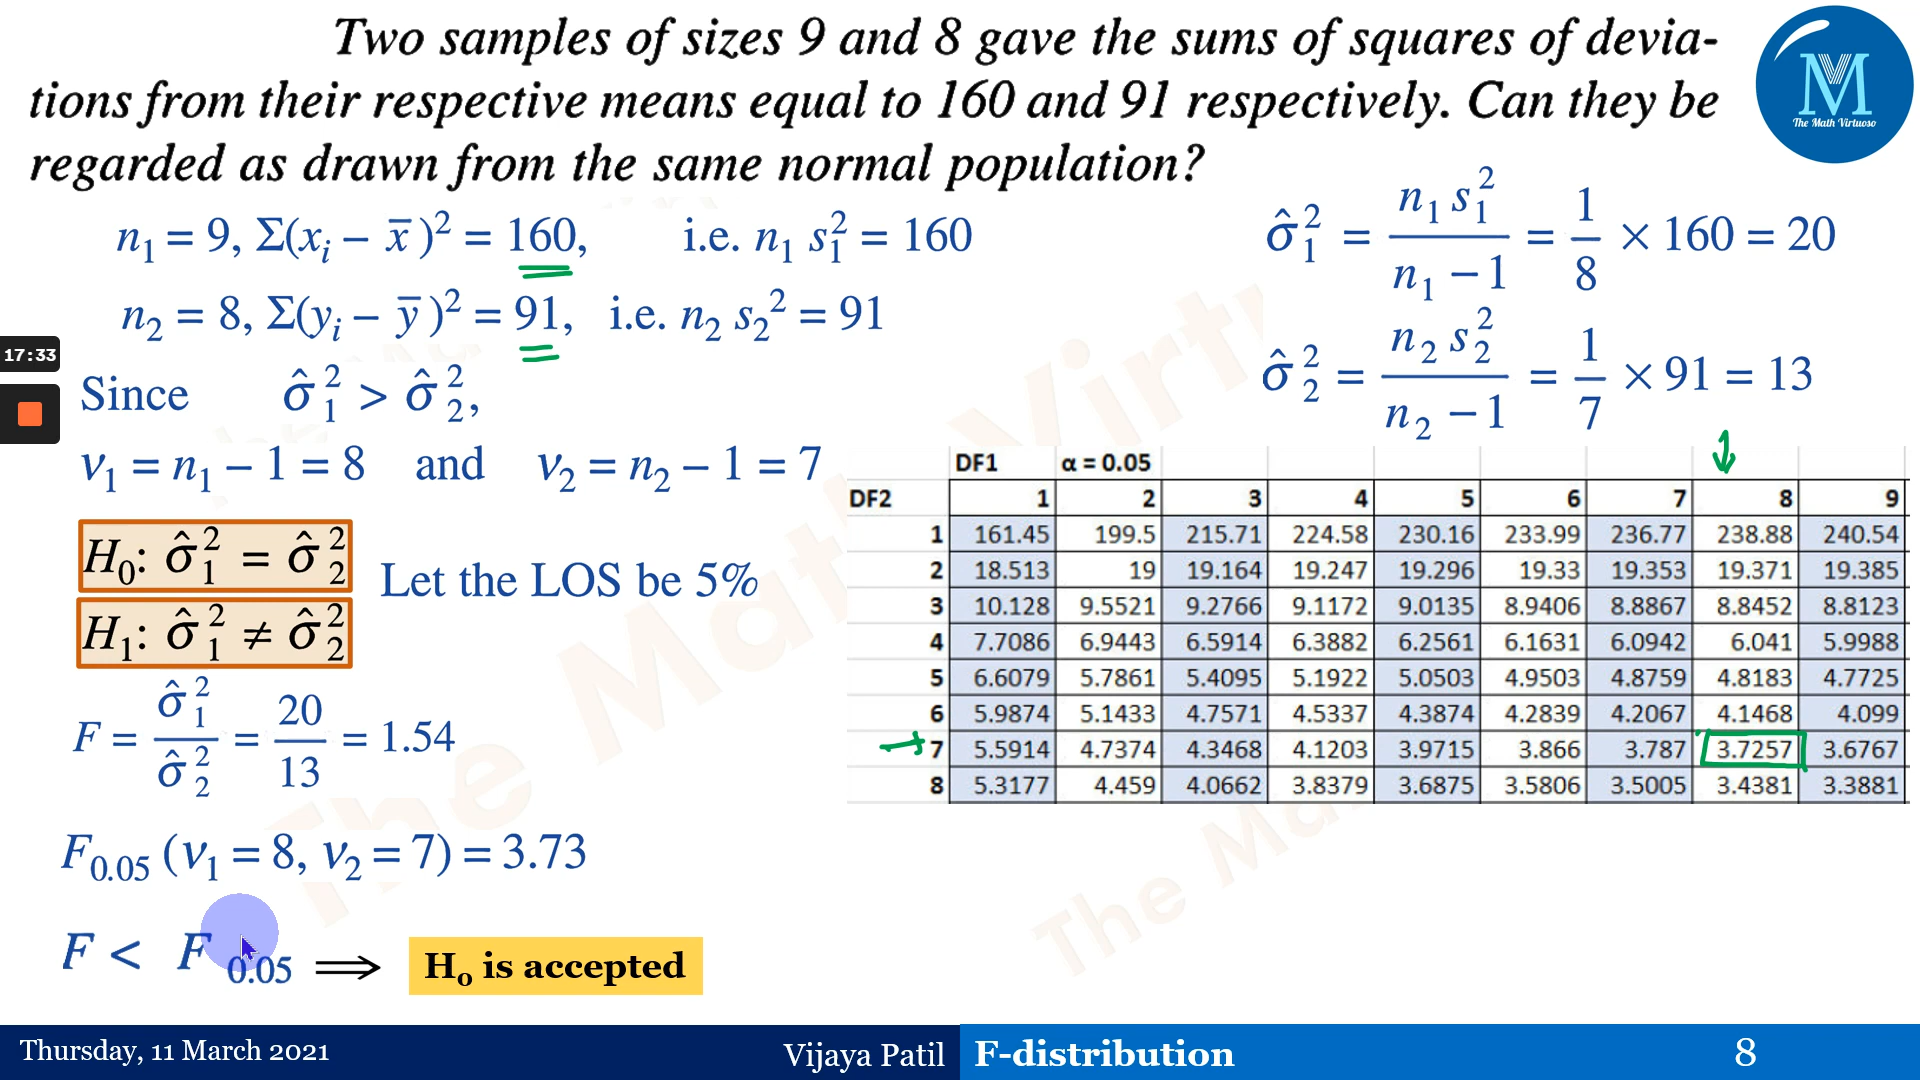 Two samples of sizes 9 and 8 gave the sums of squares of devia-
tions from their respective means equal to 160 and 91 respectively. Can they be
regarded as drawn from the same normal population?
M
The Math Virtuoso
n₁ = 9, Σ(xᵢ – x̄)² = 160, i.e. n₁ s₁² = 160
n₂ = 8, Σ(yᵢ – ȳ)² = 91, i.e. n₂ s₂² = 91
σ̂₁² = n₁ s₁² / (n₁ – 1) = 1/8 × 160 = 20
σ̂₂² = n₂ s₂² / (n₂ – 1) = 1/7 × 91 = 13
17:33
Since σ̂₁² > σ̂₂²,
ν₁ = n₁ – 1 = 8 and ν₂ = n₂ – 1 = 7
H₀: σ̂₁² = σ̂₂²
H₁: σ̂₁² ≠ σ̂₂²
Let the LOS be 5%
F = σ̂₁² / σ̂₂² = 20/13 = 1.54
F₀.₀₅ (ν₁ = 8, ν₂ = 7) = 3.73
F < F₀.₀₅ ⟹ H₀ is accepted
DF1 α = 0.05
DF2 1 2 3 4 5 6 7 8 9
1 161.45 199.5 215.71 224.58 230.16 233.99 236.77 238.88 240.54
2 18.513 19 19.164 19.247 19.296 19.33 19.353 19.371 19.385
3 10.128 9.5521 9.2766 9.1172 9.0135 8.9406 8.8867 8.8452 8.8123
4 7.7086 6.9443 6.5914 6.3882 6.2561 6.1631 6.0942 6.041 5.9988
5 6.6079 5.7861 5.4095 5.1922 5.0503 4.9503 4.8759 4.8183 4.7725
6 5.9874 5.1433 4.7571 4.5337 4.3874 4.2839 4.2067 4.1468 4.099
7 5.5914 4.7374 4.3468 4.1203 3.9715 3.866 3.787 3.7257 3.6767
8 5.3177 4.459 4.0662 3.8379 3.6875 3.5806 3.5005 3.4381 3.3881
Thursday, 11 March 2021
Vijaya Patil
F-distribution
8